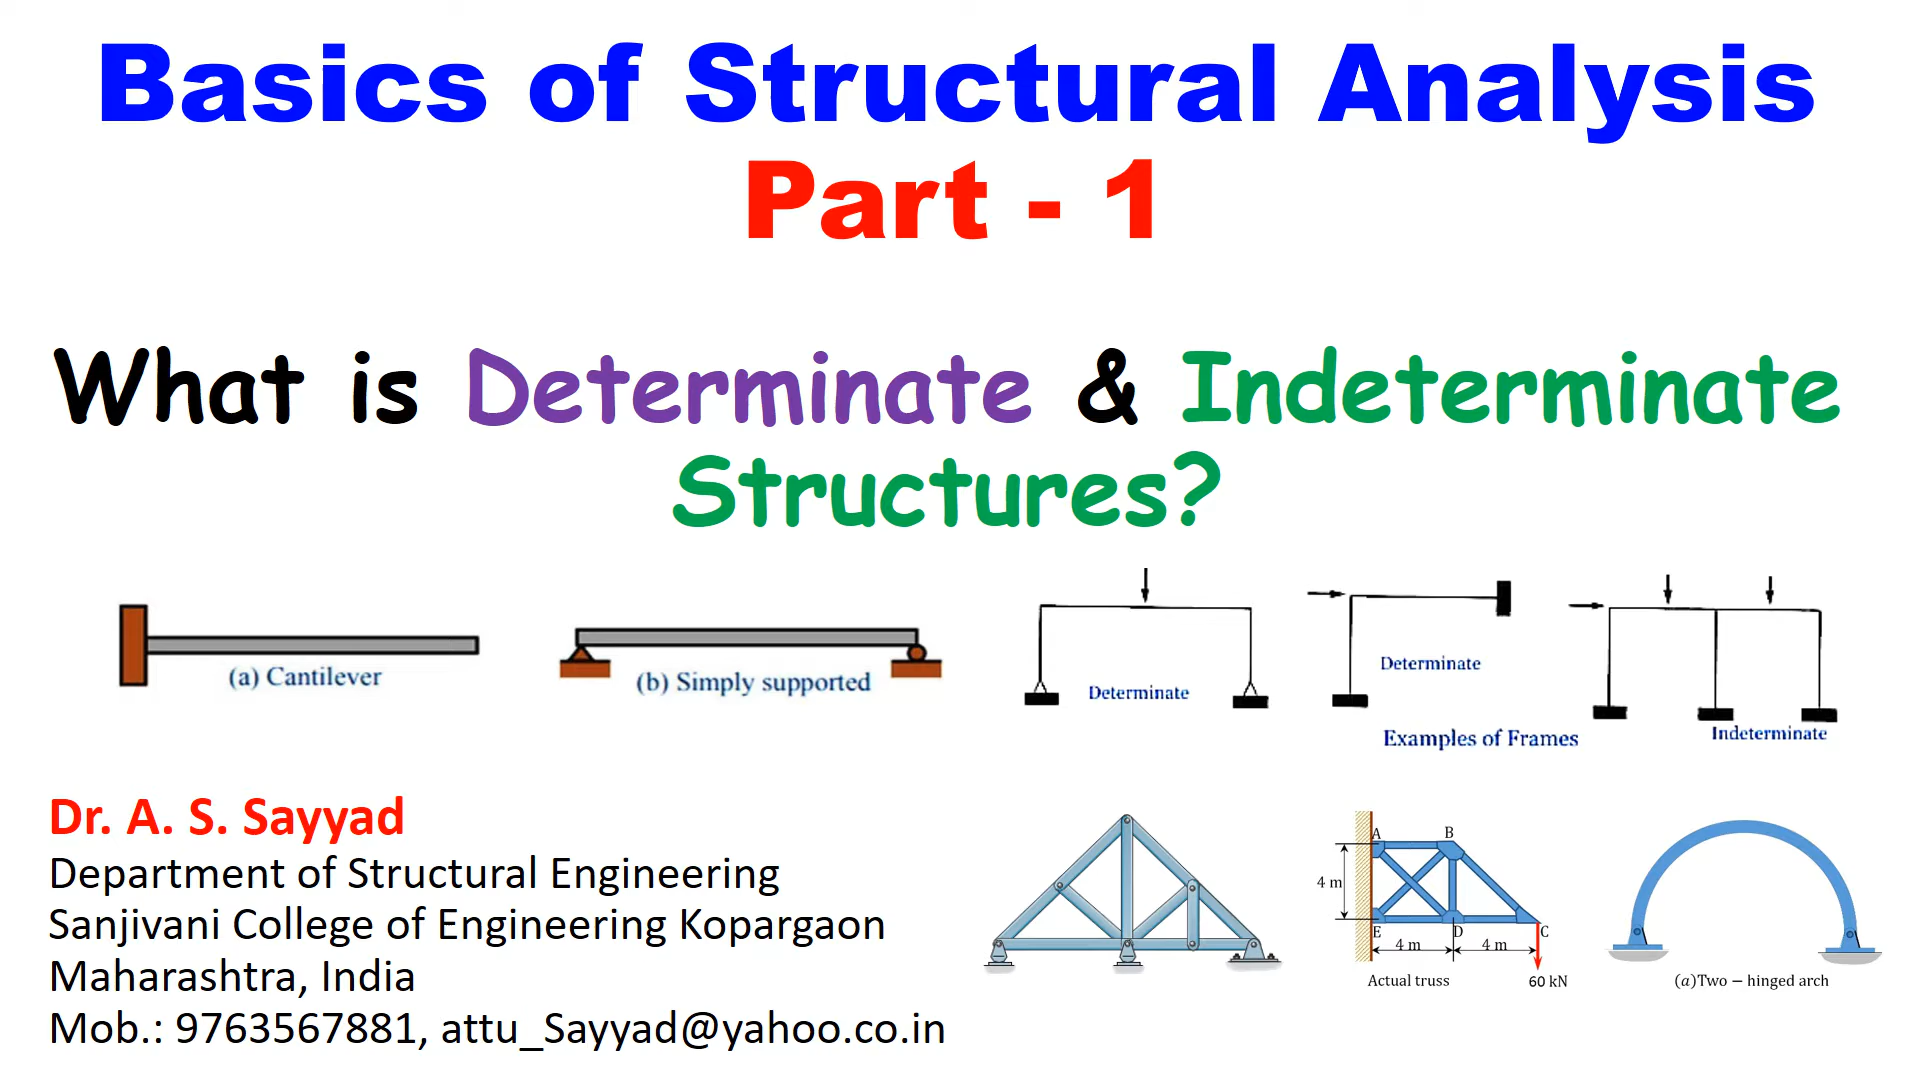 Basics of Structural Analysis
Part - 1
What is Determinate & Indeterminate
Structures?
(a) Cantilever
(b) Simply supported
Determinate
Determinate
Examples of Frames
Indeterminate
Dr. A. S. Sayyad
Department of Structural Engineering
Sanjivani College of Engineering Kopargaon
Maharashtra, India
Mob.: 9763567881, attu_Sayyad@yahoo.co.in
A B
4 m
E D C
4 m 4 m
Actual truss
60 kN
(a)Two − hinged arch